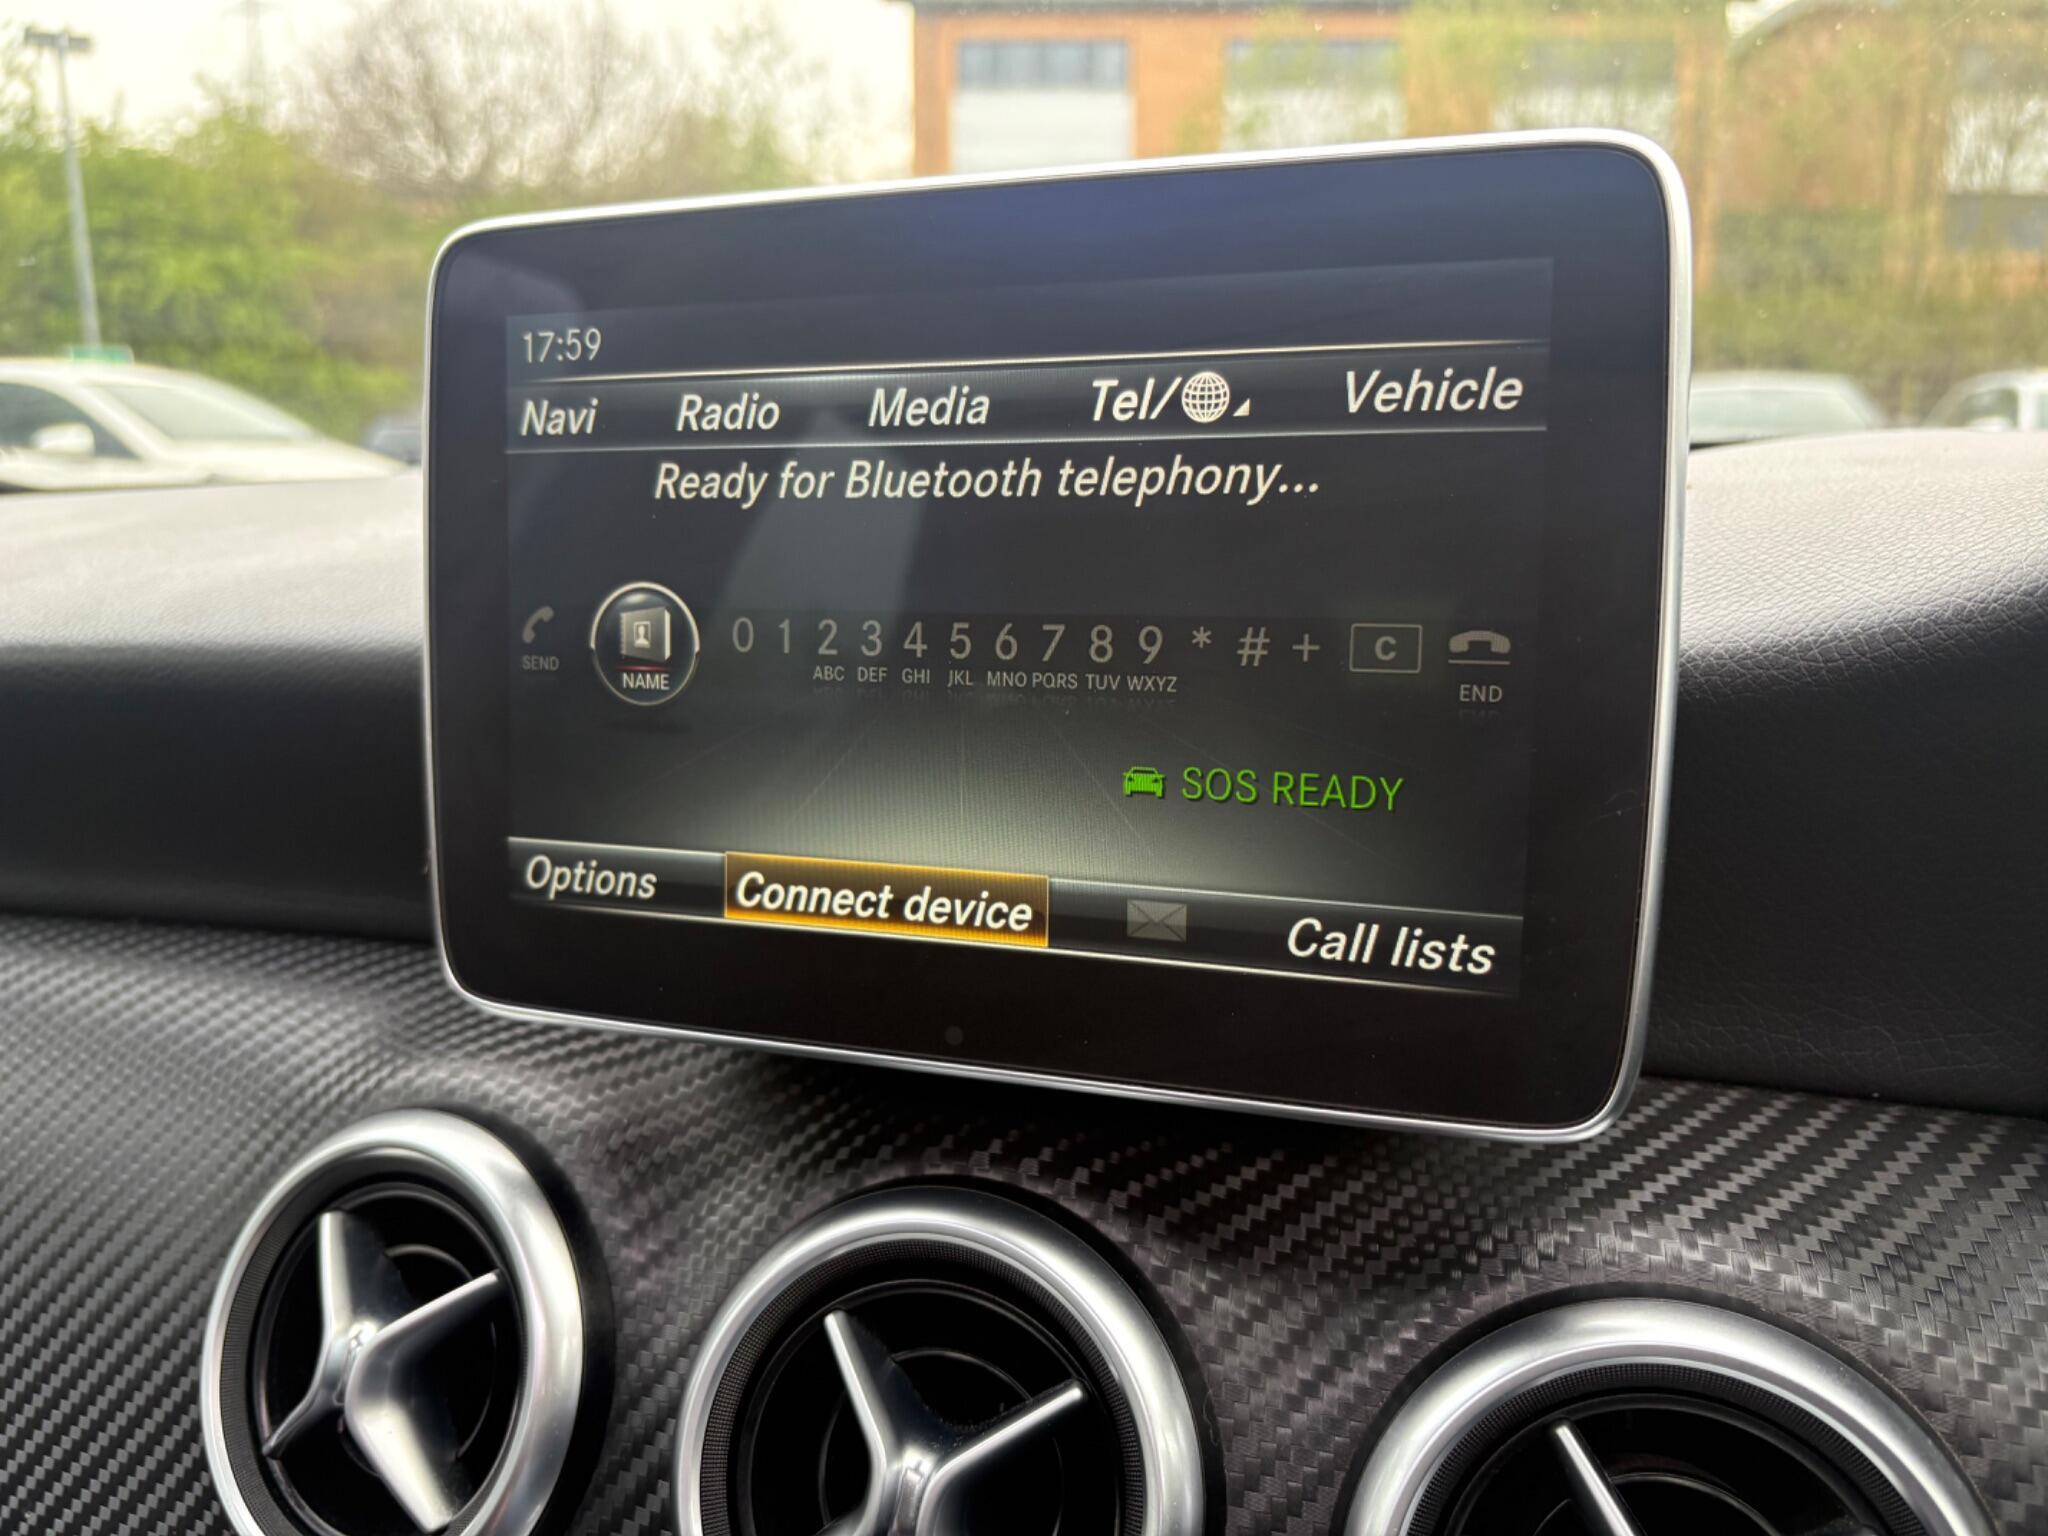 17:59
Navi Radio Media Tel/ Vehicle
Ready for Bluetooth telephony...
0 1 2 3 4 5 6 7 8 9 * # + C
SEND NAME ABC DEF GHI JKL MNO PQRS TUV WXYZ END
SOS READY
Options Connect device Call lists